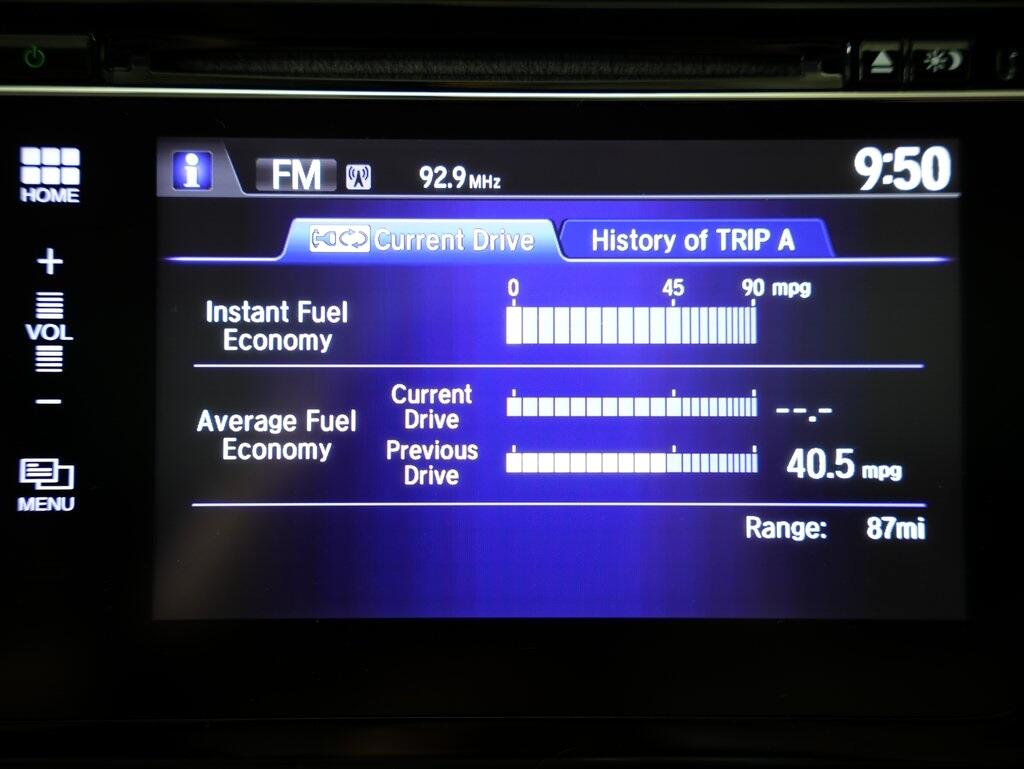 i FM 92.9 MHz 9:50
HOME
Current Drive History of TRIP A
+
VOL
−
MENU
0 45 90 mpg
Instant Fuel
Economy
Average Fuel
Economy
Current
Drive
--.-
Previous
Drive
40.5 mpg
Range: 87mi